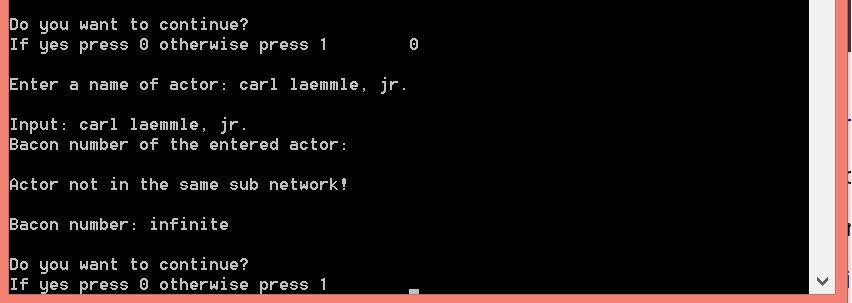 Do you want to continue?
If yes press 0 otherwise press 1        0
Enter a name of actor: carl laemmle, jr.
Input: carl laemmle, jr.
Bacon number of the entered actor:
Actor not in the same sub network!
Bacon number: infinite
Do you want to continue?
If yes press 0 otherwise press 1